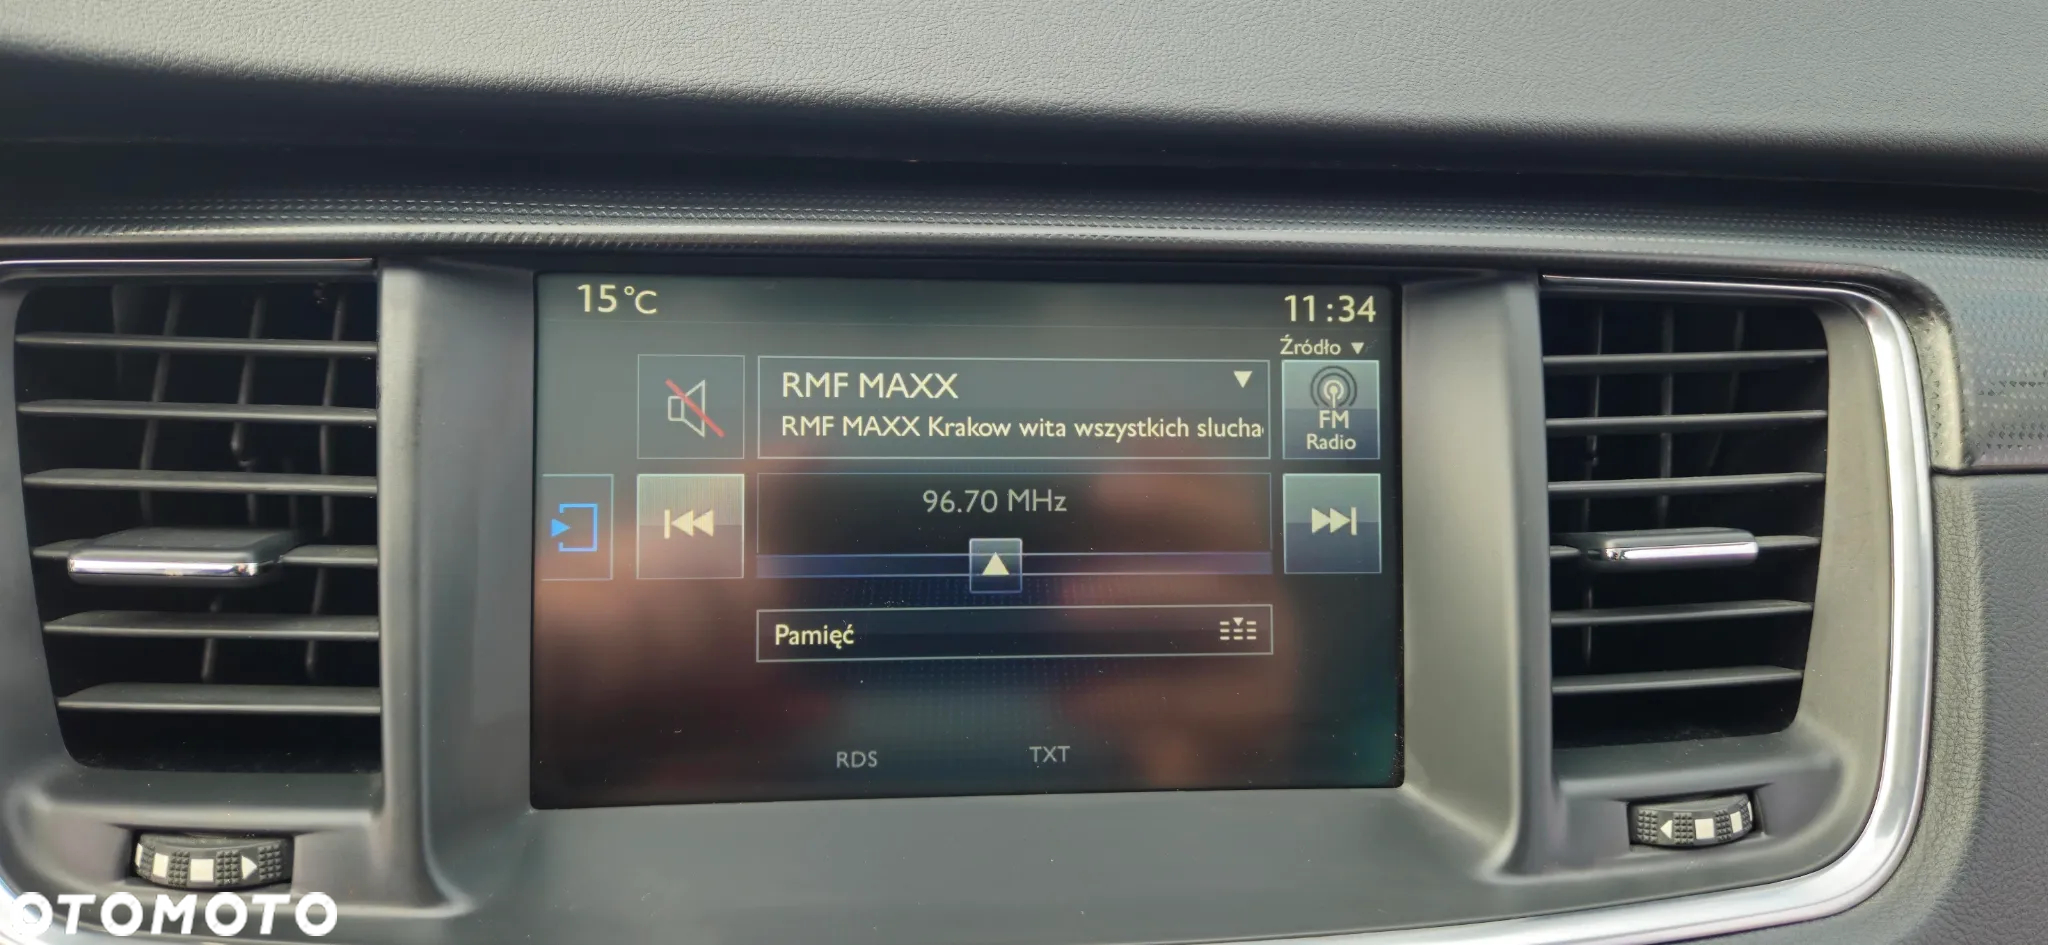 15°C
11:34
Źródło
RMF MAXX
RMF MAXX Krakow wita wszystkich slucha
FM
Radio
96.70 MHz
Pamięć
RDS
TXT
OTOMOTO